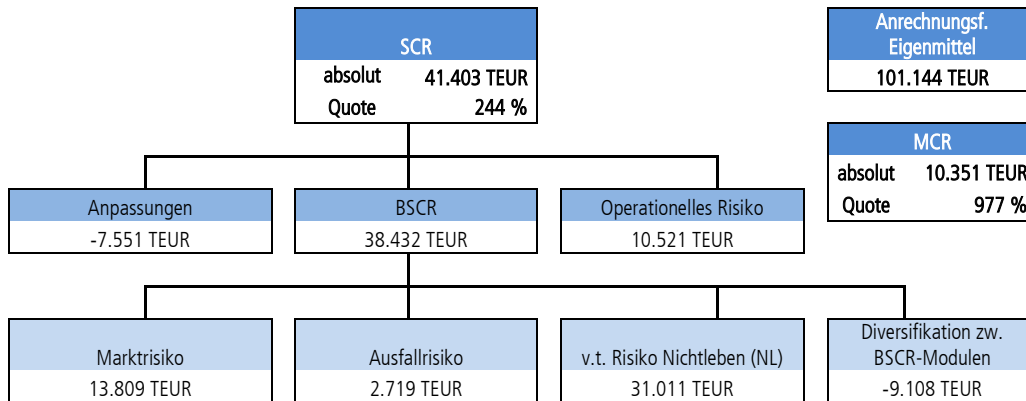 SCR
absolut 41.403 TEUR
Quote 244 %
Anrechnungsf.
Eigenmittel
101.144 TEUR
MCR
absolut 10.351 TEUR
Quote 977 %
Anpassungen
-7.551 TEUR
BSCR
38.432 TEUR
Operationelles Risiko
10.521 TEUR
Marktrisiko
13.809 TEUR
Ausfallrisiko
2.719 TEUR
v.t. Risiko Nichtleben (NL)
31.011 TEUR
Diversifikation zw.
BSCR-Modulen
-9.108 TEUR